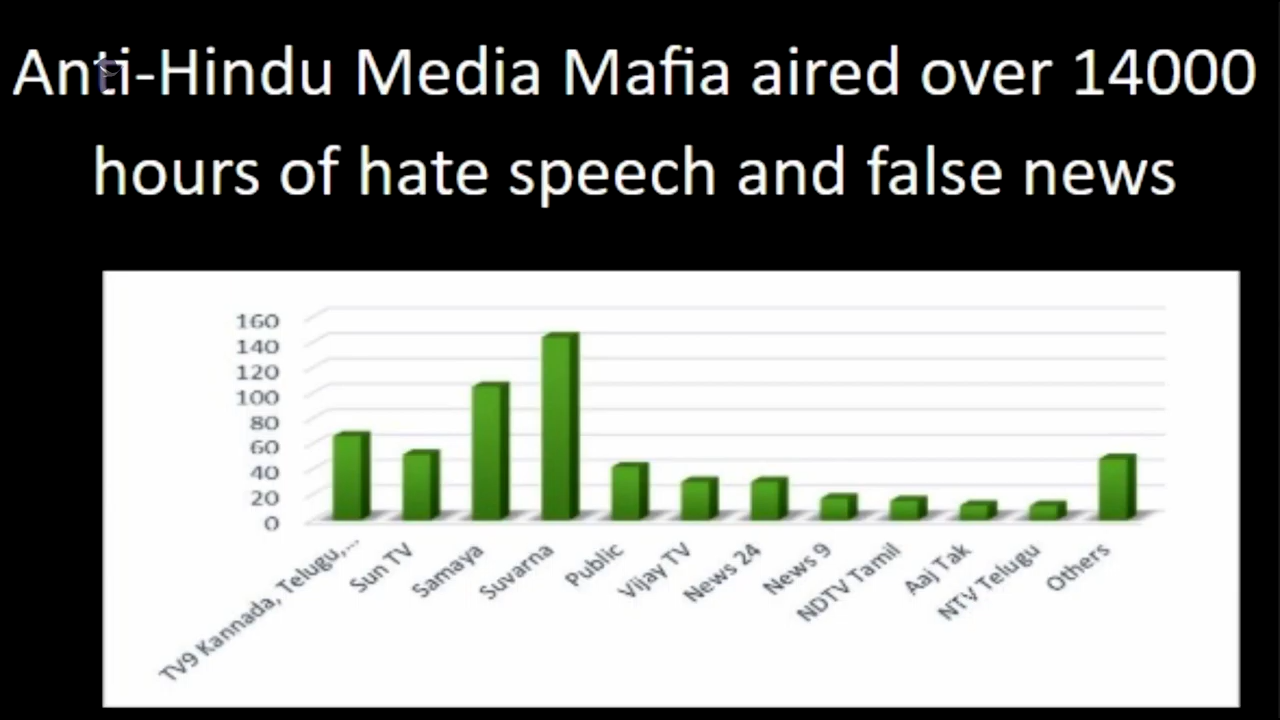 Anti-Hindu Media Mafia aired over 14000
hours of hate speech and false news
160
140
120
100
80
60
40
20
0
TV9 Kannada, Telugu,...
Sun TV
Samaya
Suvarna
Public
Vijay TV
News 24
News 9
NDTV Tamil
Aaj Tak
NTV Telugu
Others